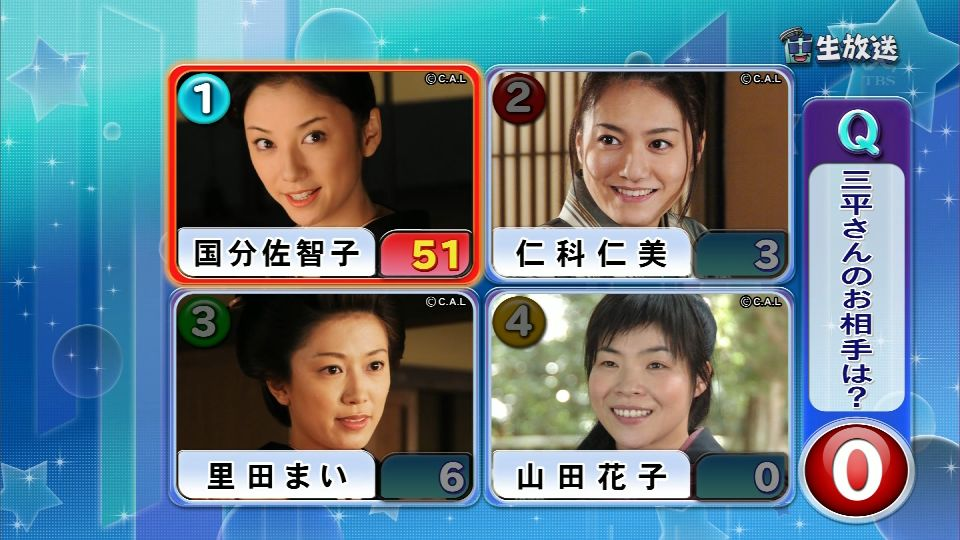 生放送
TBS
1
©C.A.L
国分佐智子
51
2
©C.A.L
仁科仁美
3
3
©C.A.L
里田まい
6
4
©C.A.L
山田花子
0
Q
三平さんのお相手は?
0